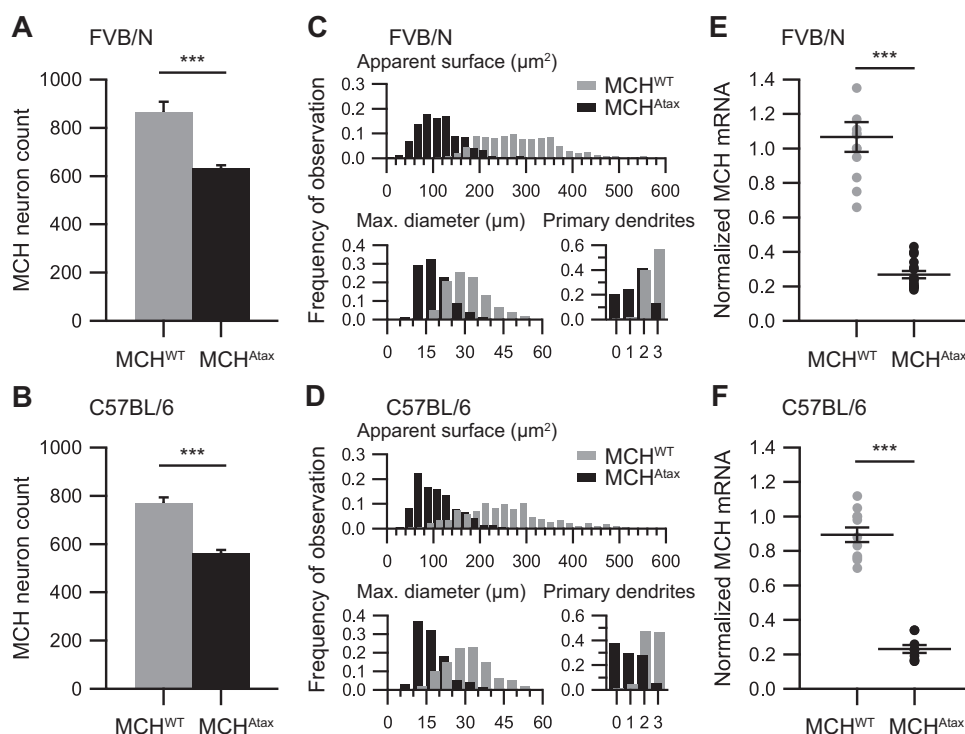 A
FVB/N
***
1000
800
600
400
200
0
MCH neuron count
MCHᵂᵀ
MCHᴬᵗᵃˣ
C
FVB/N
Apparent surface (µm²)
MCHᵂᵀ
MCHᴬᵗᵃˣ
0.3
0.2
0.1
0.0
0 100 200 300 400 500 600
Frequency of observation
Max. diameter (µm)
0.4
0.3
0.2
0.1
0.0
0 15 30 45 60
Primary dendrites
0.6
0.4
0.2
0.0
0 1 2 3
E
FVB/N
***
1.4
1.2
1.0
0.8
0.6
0.4
0.2
0.0
Normalized MCH mRNA
MCHᵂᵀ
MCHᴬᵗᵃˣ
B
C57BL/6
***
1000
800
600
400
200
0
MCH neuron count
MCHᵂᵀ
MCHᴬᵗᵃˣ
D
C57BL/6
Apparent surface (µm²)
MCHᵂᵀ
MCHᴬᵗᵃˣ
0.3
0.2
0.1
0.0
0 100 200 300 400 500 600
Frequency of observation
Max. diameter (µm)
0.4
0.3
0.2
0.1
0.0
0 15 30 45 60
Primary dendrites
0.6
0.4
0.2
0.0
0 1 2 3
F
C57BL/6
***
1.4
1.2
1.0
0.8
0.6
0.4
0.2
0.0
Normalized MCH mRNA
MCHᵂᵀ
MCHᴬᵗᵃˣ